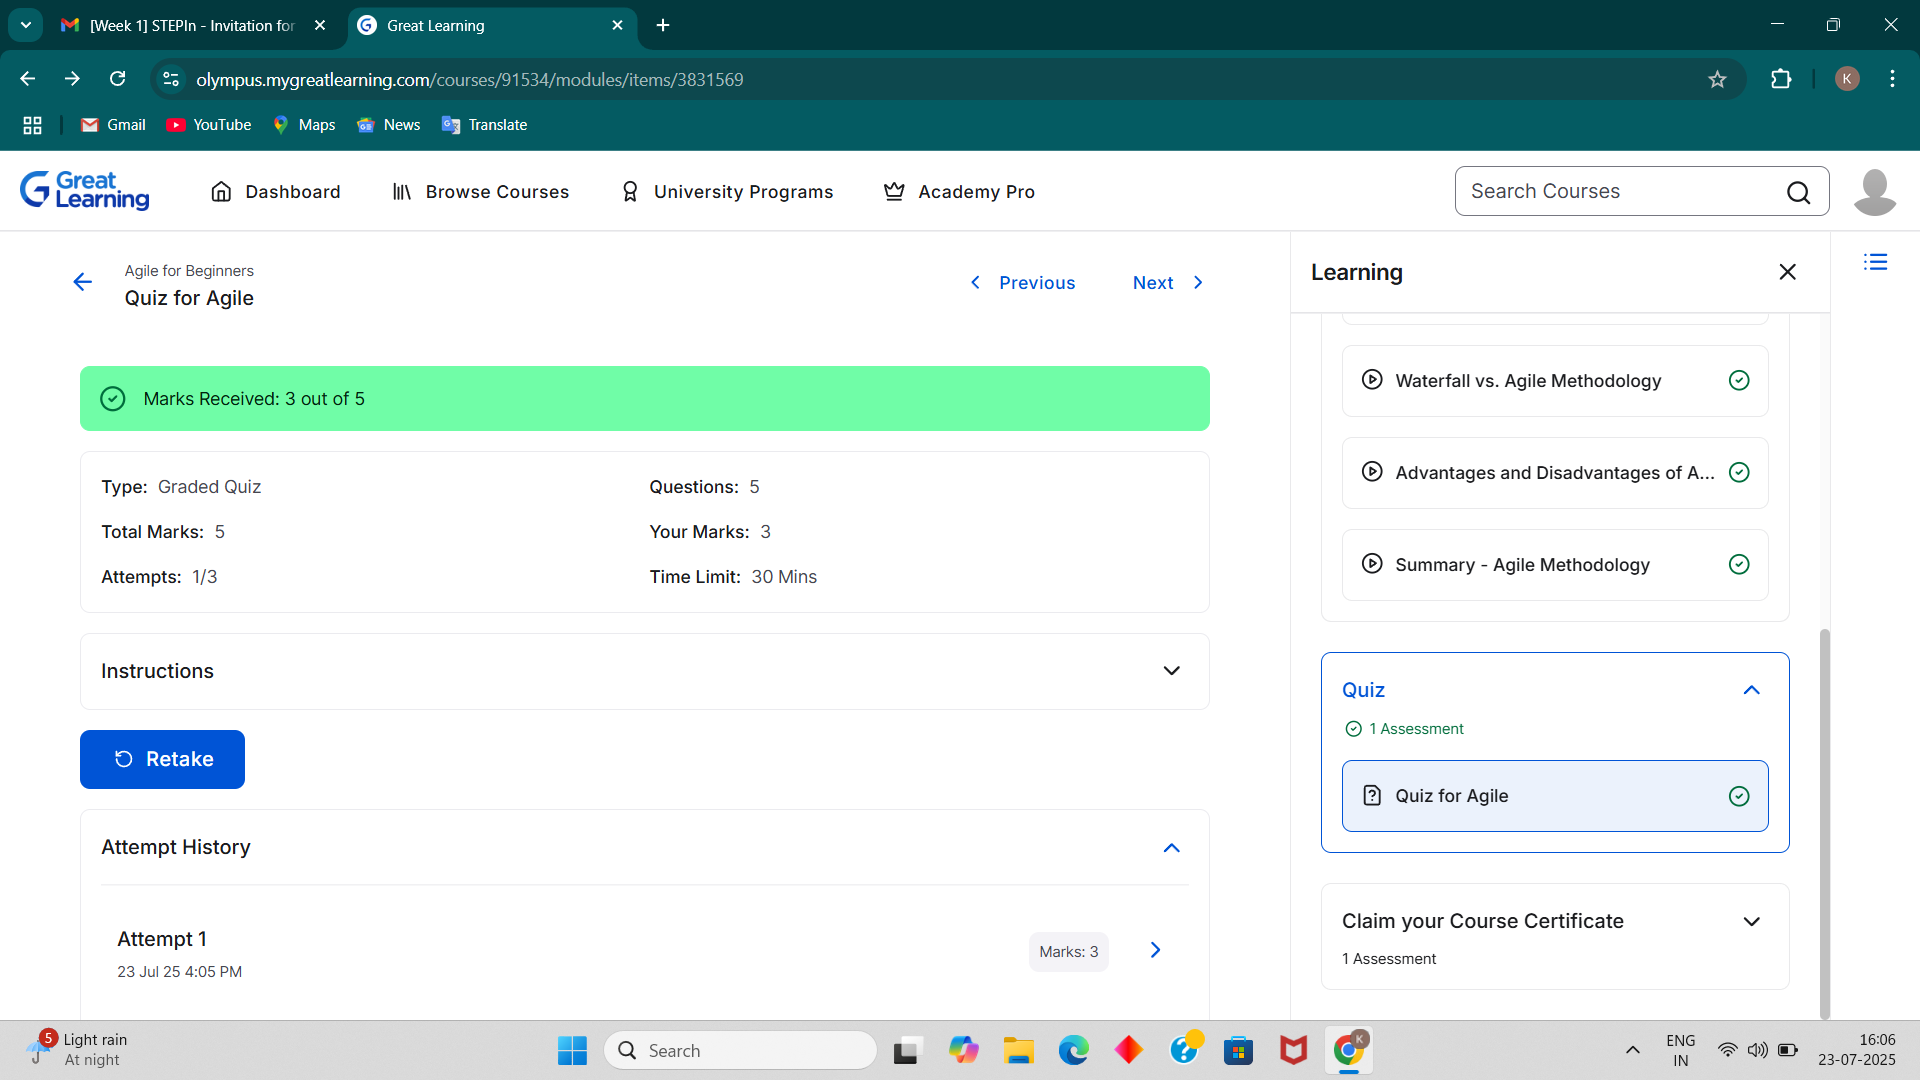 [Week 1] STEPIn - Invitation for
Great Learning
olympus.mygreatlearning.com/courses/91534/modules/items/3831569
K
Gmail
YouTube
Maps
News
Translate
Great Learning
Dashboard
Browse Courses
University Programs
Academy Pro
Search Courses
Agile for Beginners
Quiz for Agile
Previous
Next
Marks Received: 3 out of 5
Type: Graded Quiz
Questions: 5
Total Marks: 5
Your Marks: 3
Attempts: 1/3
Time Limit: 30 Mins
Instructions
Retake
Attempt History
Attempt 1
23 Jul 25 4:05 PM
Marks: 3
Learning
Waterfall vs. Agile Methodology
Advantages and Disadvantages of A...
Summary - Agile Methodology
Quiz
1 Assessment
Quiz for Agile
Claim your Course Certificate
1 Assessment
5
Light rain
At night
Search
K
ENG
IN
16:06
23-07-2025